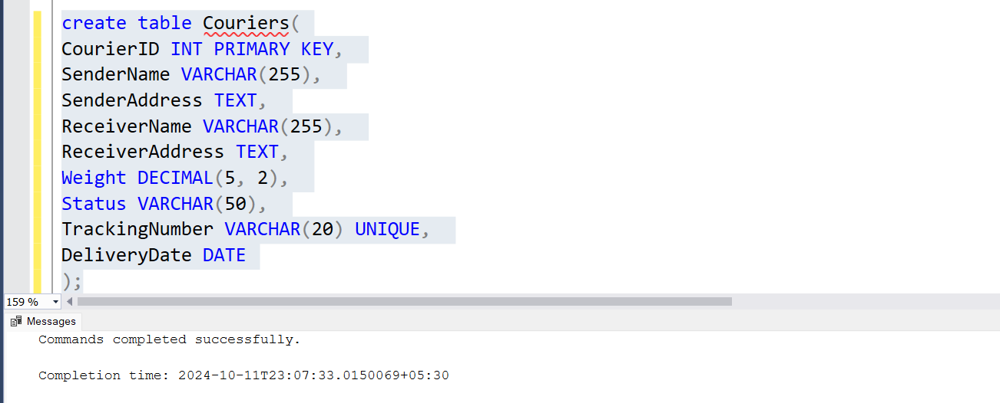 create table Couriers(
CourierID INT PRIMARY KEY,
SenderName VARCHAR(255),
SenderAddress TEXT,
ReceiverName VARCHAR(255),
ReceiverAddress TEXT,
Weight DECIMAL(5, 2),
Status VARCHAR(50),
TrackingNumber VARCHAR(20) UNIQUE,
DeliveryDate DATE
);
159 %
Messages
Commands completed successfully.
Completion time: 2024-10-11T23:07:33.0150069+05:30